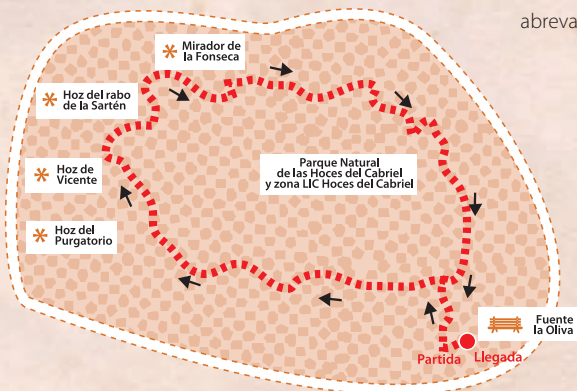 abreva
Mirador de
la Fonseca
Hoz del rabo
de la Sartén
Parque Natural
de las Hoces del Cabriel
y zona LIC Hoces del Cabriel
Hoz de
Vicente
Hoz del
Purgatorio
Fuente
la Oliva
Partida
Llegada